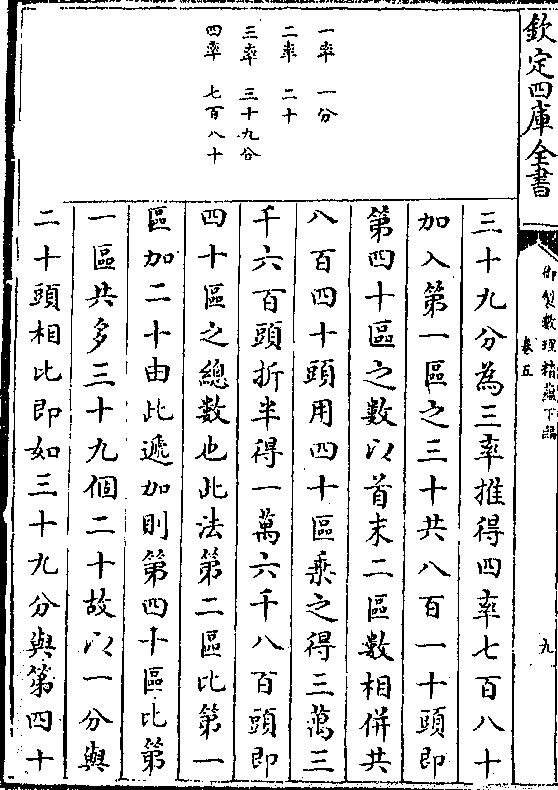 欽定四庫全書
御製數理精蘊下編
卷五
九
三十九分為三率推得四率七百八十
加入第一區之三十共八百一十頭即
第四十區之數以首末二區數相併共
八百四十頭用四十區乗之得三萬三
千六百頭折半得一萬六千八百頭即
四十區之總數也此法第二區比第一
區加二十由此遞加則第四十區比第
一區共多三十九個二十故以一分與
二十頭相比即如三十九分與第四十
一率 一分
二率 二十
三率 三十九分
四率 七百八十